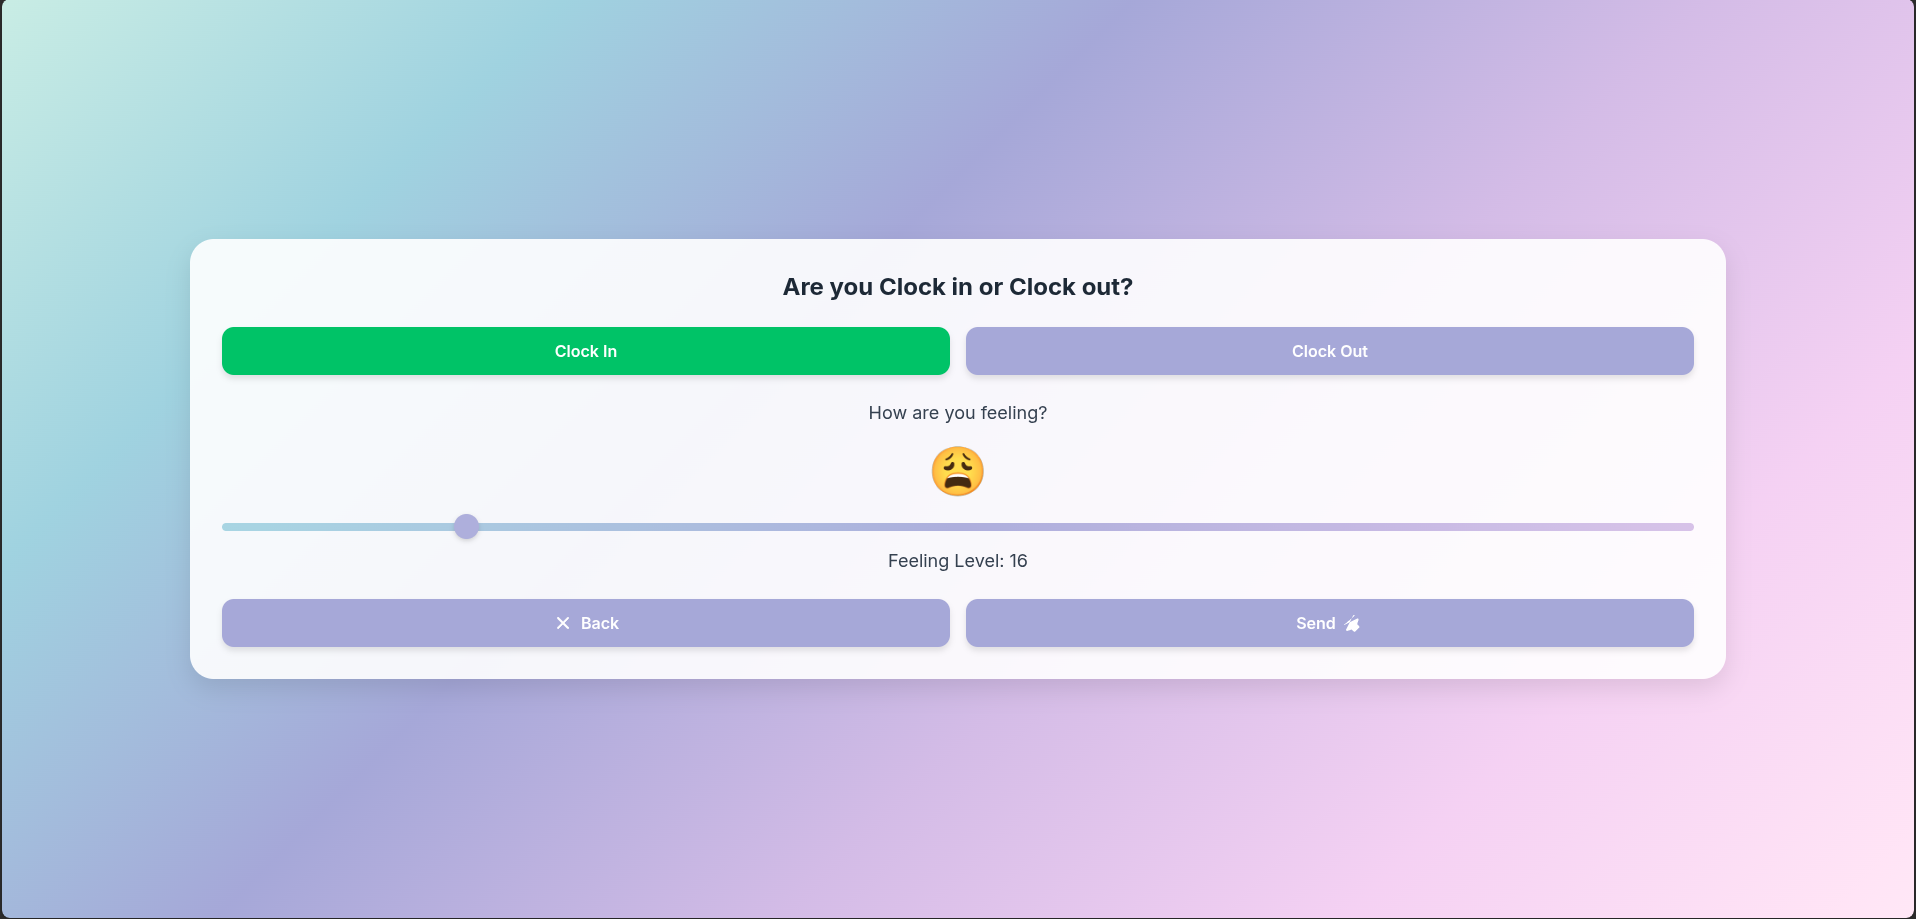 Are you Clock in or Clock out?
Clock In
Clock Out
How are you feeling?
Feeling Level: 16
Back
Send